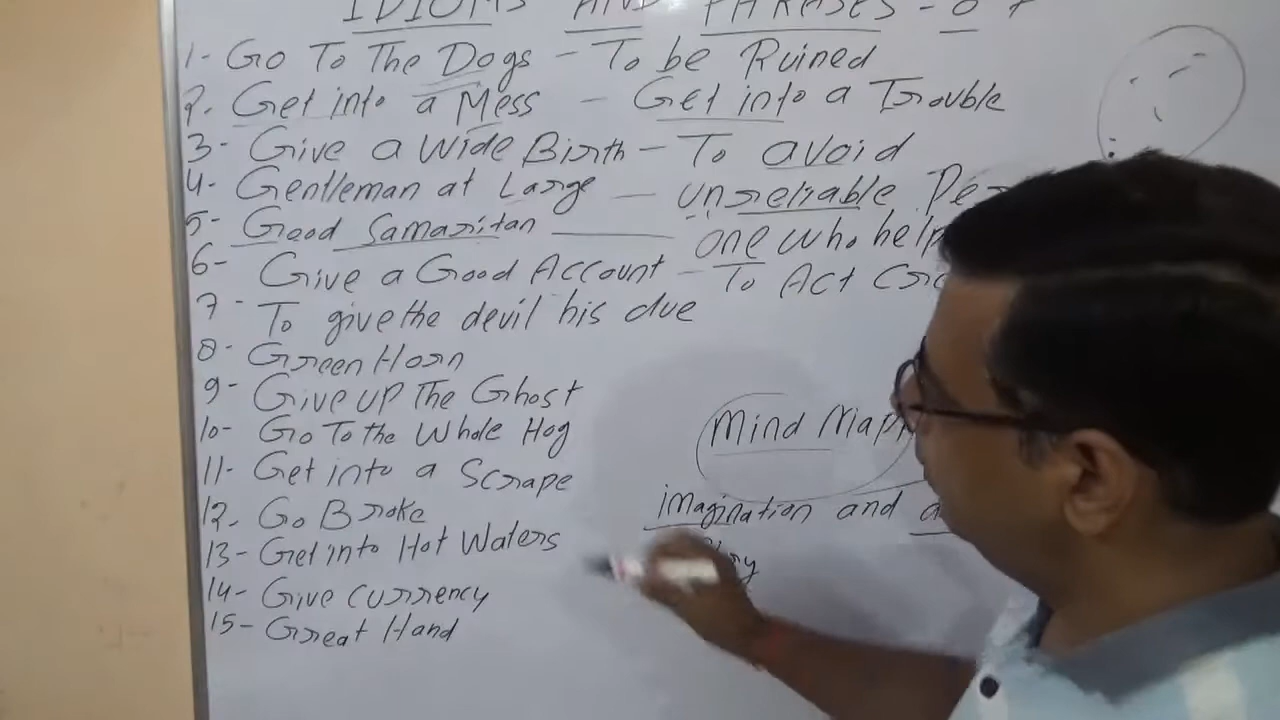 IDIOMS AND PHRASES - 07
1- Go To The Dogs - To be Ruined
2. Get into a Mess - Get into a Trouble
3- Give a wide Birth - To avoid
4- Gentleman at Large - unreliable
5- Good Samaritan - one who help
6- Give a Good Account - To Act
7- To give the devil his due
8- Green Horn
9- Give up The Ghost
10- Go To the Whole Hog
11- Get into a Scrape
12. Go Broke
13- Get into Hot Waters
14- Give currency
15- Great Hand
Mind Map
imagination and